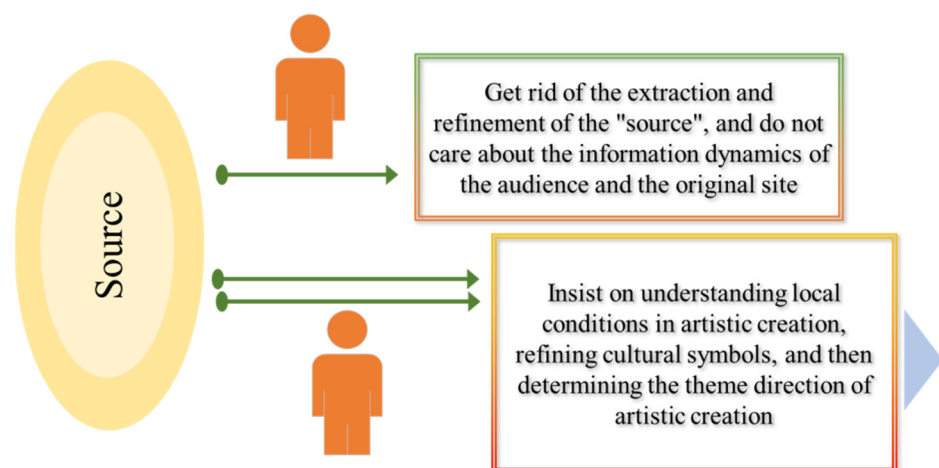 Source
Get rid of the extraction and
refinement of the "source", and do not
care about the information dynamics of
the audience and the original site
Insist on understanding local
conditions in artistic creation,
refining cultural symbols, and then
determining the theme direction of
artistic creation